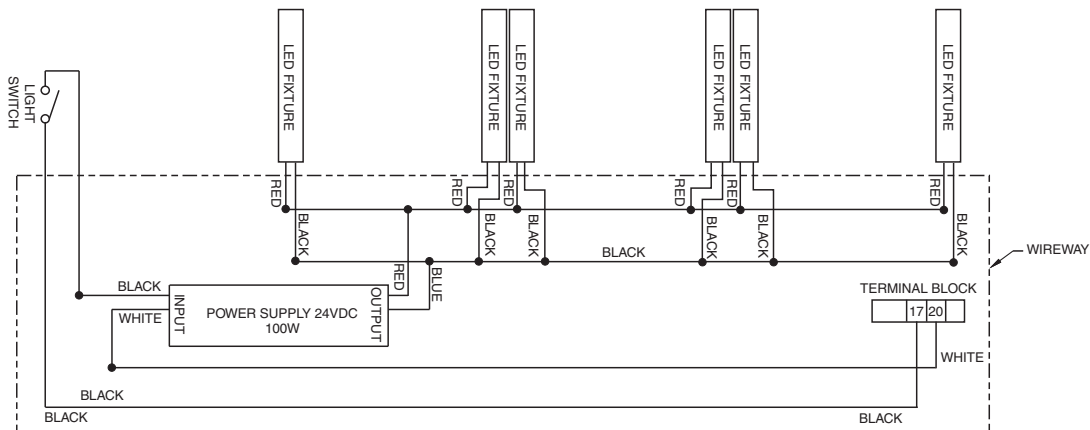 LED FIXTURE
LED FIXTURE
LED FIXTURE
LED FIXTURE
LED FIXTURE
LED FIXTURE
LIGHT
SWITCH
RED
RED
RED
RED
RED
RED
BLACK
BLACK
BLACK
BLACK
BLACK
BLACK
BLACK
WIREWAY
RED
BLUE
BLACK
WHITE
INPUT
POWER SUPPLY 24VDC
100W
OUTPUT
TERMINAL BLOCK
17 20
WHITE
BLACK
BLACK
BLACK